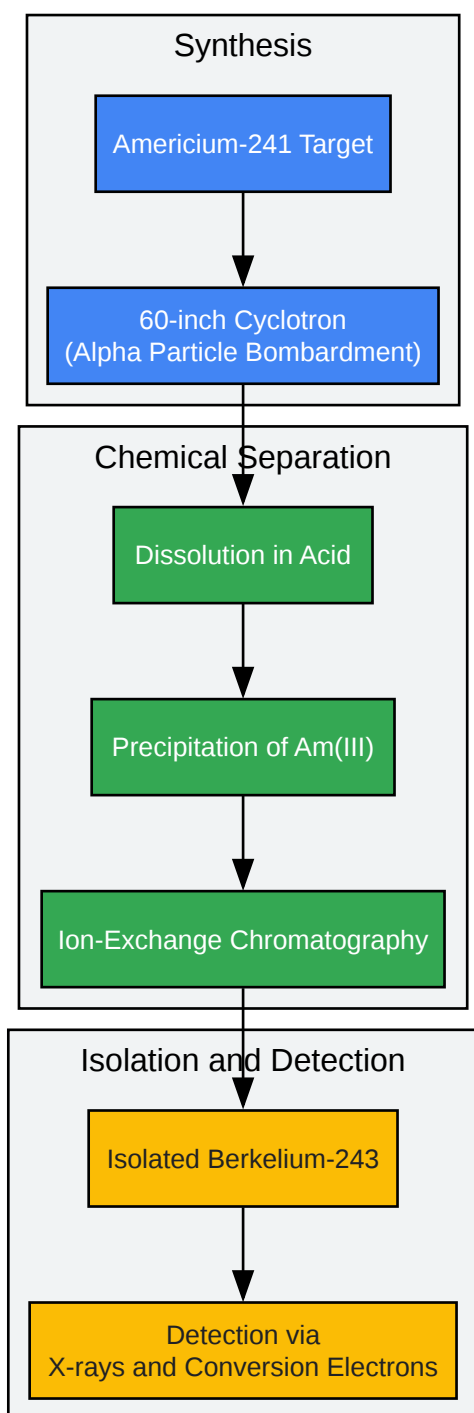 Synthesis
Americium-241 Target
60-inch Cyclotron
(Alpha Particle Bombardment)
Chemical Separation
Dissolution in Acid
Precipitation of Am(III)
Ion-Exchange Chromatography
Isolation and Detection
Isolated Berkelium-243
Detection via
X-rays and Conversion Electrons